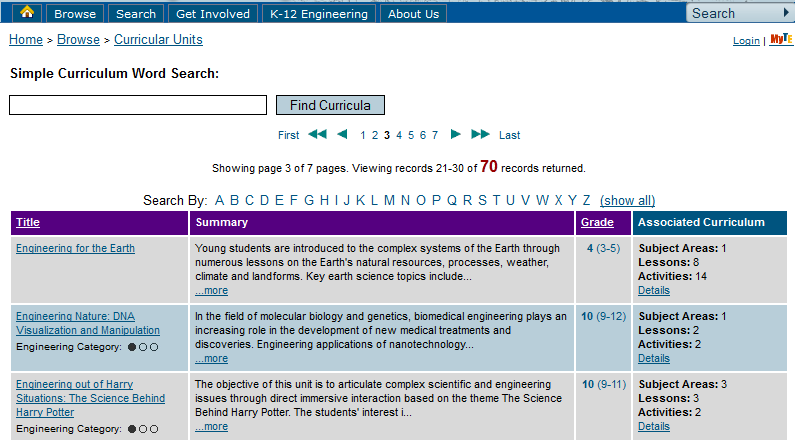 Browse Search Get Involved K-12 Engineering About Us Search
Home > Browse > Curricular Units
Login | MyTE
Simple Curriculum Word Search:
Find Curricula
First 1 2 3 4 5 6 7 Last
Showing page 3 of 7 pages. Viewing records 21-30 of 70 records returned.
Search By: A B C D E F G H I J K L M N O P Q R S T U V W X Y Z (show all)
Title Summary Grade Associated Curriculum
Engineering for the Earth
Young students are introduced to the complex systems of the Earth through
numerous lessons on the Earth's natural resources, processes, weather,
climate and landforms. Key earth science topics include...
...more
4 (3-5)
Subject Areas: 1
Lessons: 8
Activities: 14
Details
Engineering Nature: DNA
Visualization and Manipulation
Engineering Category:
In the field of molecular biology and genetics, biomedical engineering plays an
increasing role in the development of new medical treatments and
discoveries. Engineering applications of nanotechnology...
...more
10 (9-12)
Subject Areas: 1
Lessons: 2
Activities: 2
Details
Engineering out of Harry
Situations: The Science Behind
Harry Potter
Engineering Category:
The objective of this unit is to articulate complex scientific and engineering
issues through direct immersive interaction based on the theme The Science
Behind Harry Potter. The students' interest i...
...more
10 (9-11)
Subject Areas: 3
Lessons: 3
Activities: 2
Details